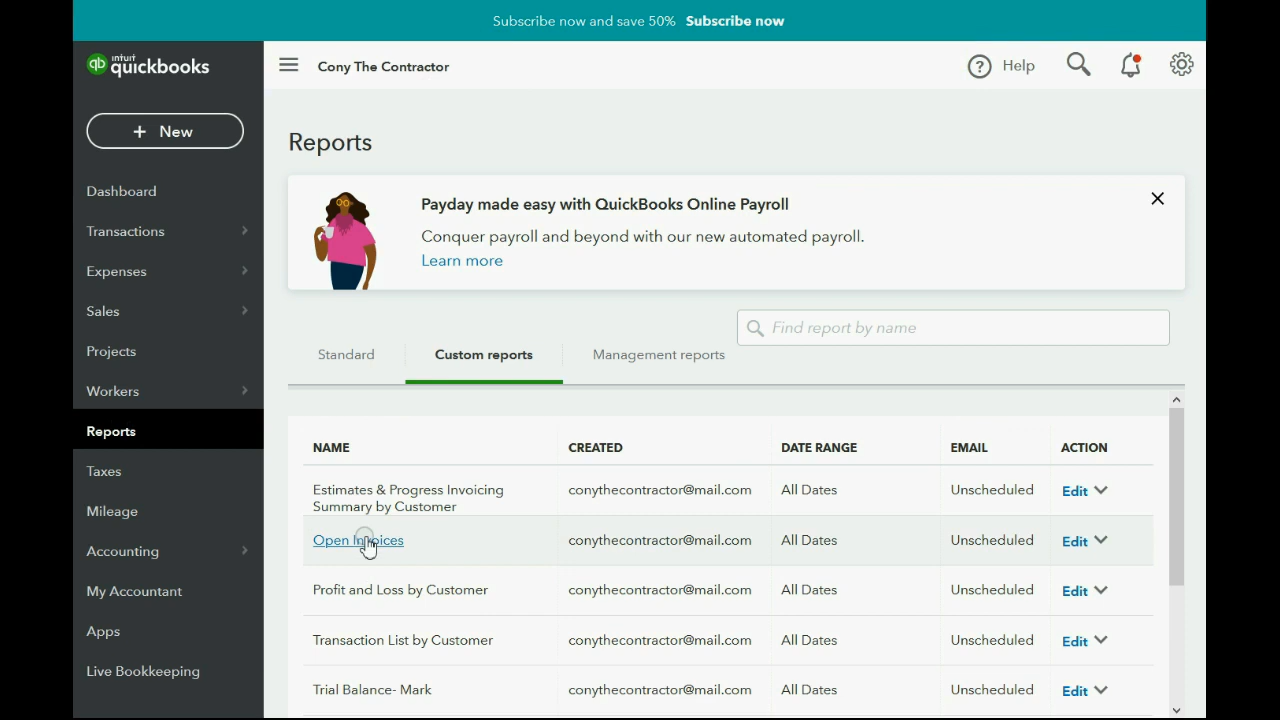 Subscribe now and save 50% Subscribe now
intuit
qb quickbooks
Cony The Contractor
? Help
+ New
Reports
Dashboard
Transactions
Expenses
Sales
Projects
Workers
Reports
Taxes
Mileage
Accounting
My Accountant
Apps
Live Bookkeeping
Payday made easy with QuickBooks Online Payroll
Conquer payroll and beyond with our new automated payroll.
Learn more
Find report by name
Standard Custom reports Management reports
NAME CREATED DATE RANGE EMAIL ACTION
Estimates & Progress Invoicing conythecontractor@mail.com All Dates Unscheduled Edit
Summary by Customer
Open Invoices conythecontractor@mail.com All Dates Unscheduled Edit
Profit and Loss by Customer conythecontractor@mail.com All Dates Unscheduled Edit
Transaction List by Customer conythecontractor@mail.com All Dates Unscheduled Edit
Trial Balance- Mark conythecontractor@mail.com All Dates Unscheduled Edit